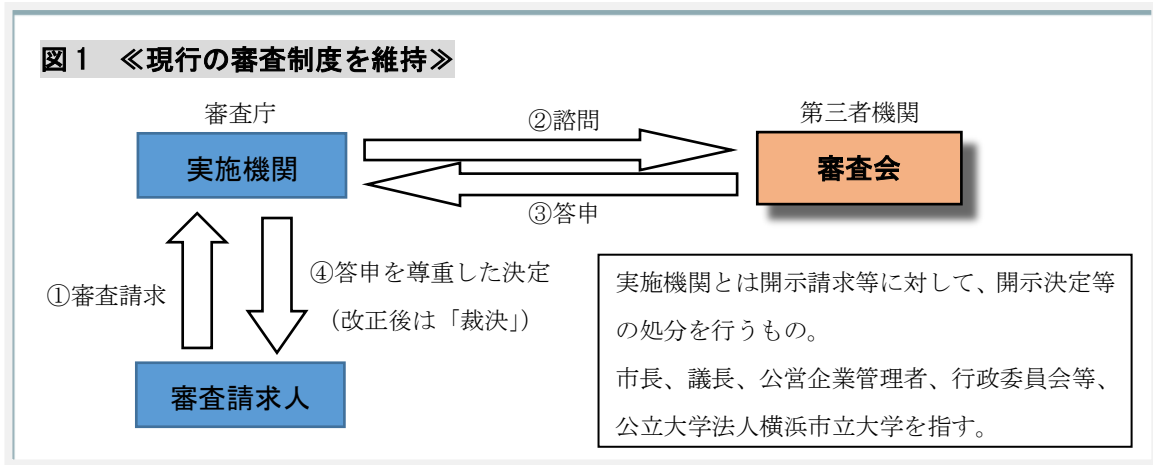 図1 ≪現行の審査制度を維持≫
審査庁
実施機関
②諮問
③答申
第三者機関
審査会
①審査請求
④答申を尊重した決定
（改正後は「裁決」）
審査請求人
実施機関とは開示請求等に対して、開示決定等
の処分を行うもの。
市長、議長、公営企業管理者、行政委員会等、
公立大学法人横浜市立大学を指す。